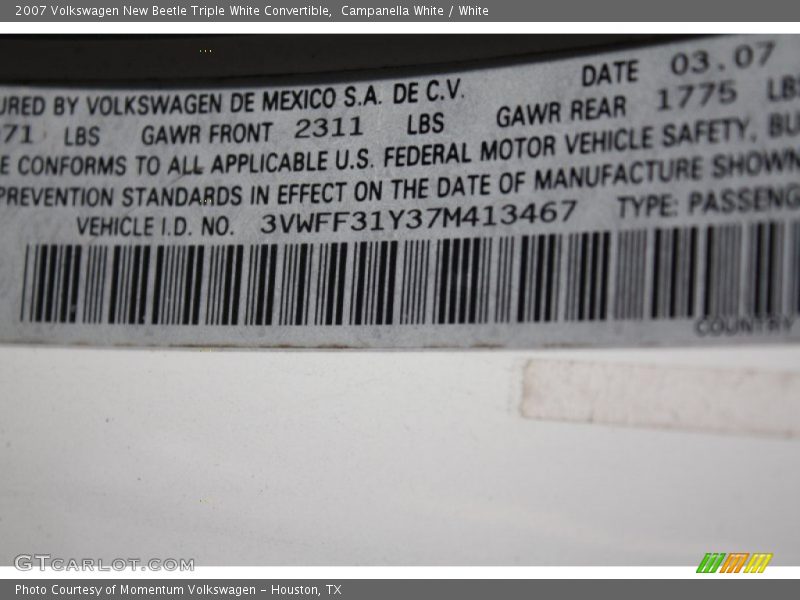 2007 Volkswagen New Beetle Triple White Convertible,  Campanella White / White
DATE 03.07
URED BY VOLKSWAGEN DE MEXICO S.A. DE C.V.
71 LBS GAWR FRONT 2311 LBS GAWR REAR 1775 LBS
E CONFORMS TO ALL APPLICABLE U.S. FEDERAL MOTOR VEHICLE SAFETY, BU
PREVENTION STANDARDS IN EFFECT ON THE DATE OF MANUFACTURE SHOWN
VEHICLE I.D. NO. 3VWFF31Y37M413467 TYPE: PASSENG
COUNTRY
GTcarlot.com
Photo Courtesy of Momentum Volkswagen - Houston, TX